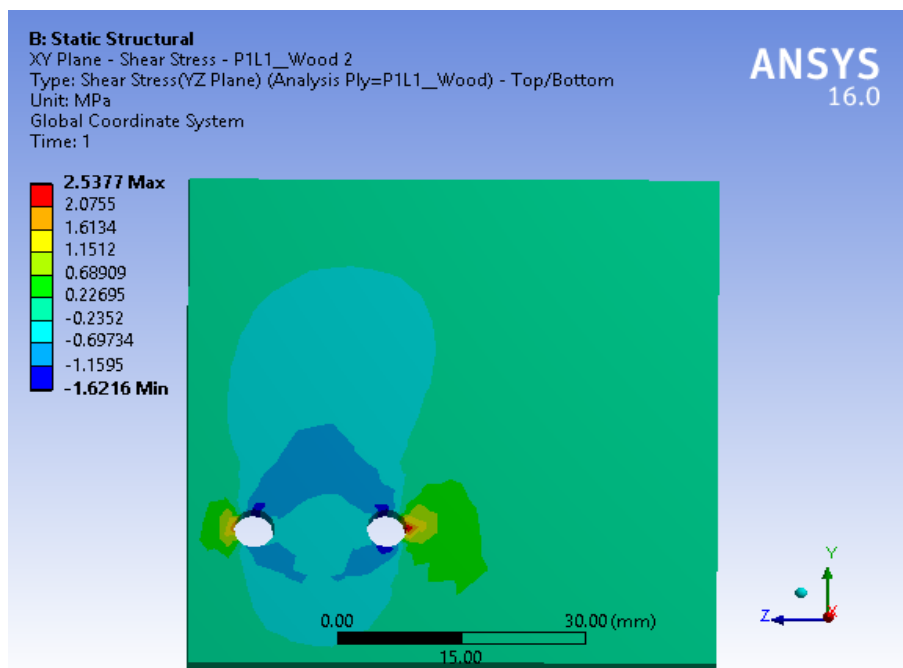 B: Static Structural
XY Plane - Shear Stress - P1L1__Wood 2
Type: Shear Stress(YZ Plane) (Analysis Ply=P1L1__Wood) - Top/Bottom
Unit: MPa
Global Coordinate System
Time: 1
ANSYS
16.0
2.5377 Max
2.0755
1.6134
1.1512
0.68909
0.22695
-0.2352
-0.69734
-1.1595
-1.6216 Min
0.00
30.00 (mm)
15.00
Y
Z
X